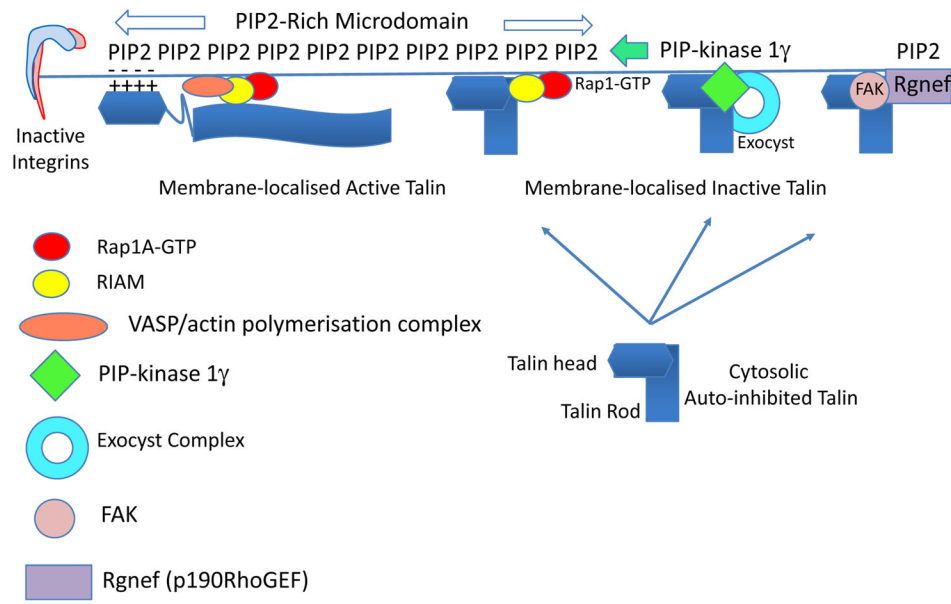 PIP2-Rich Microdomain
PIP2 PIP2 PIP2 PIP2 PIP2 PIP2 PIP2 PIP2 PIP2 PIP2
PIP-kinase 1γ
PIP2
- - - -
++++
Rap1-GTP
FAK
Rgnef
Exocyst
Inactive
Integrins
Membrane-localised Active Talin
Membrane-localised Inactive Talin
Rap1A-GTP
RIAM
VASP/actin polymerisation complex
PIP-kinase 1γ
Exocyst Complex
FAK
Rgnef (p190RhoGEF)
Talin head
Talin Rod
Cytosolic
Auto-inhibited Talin